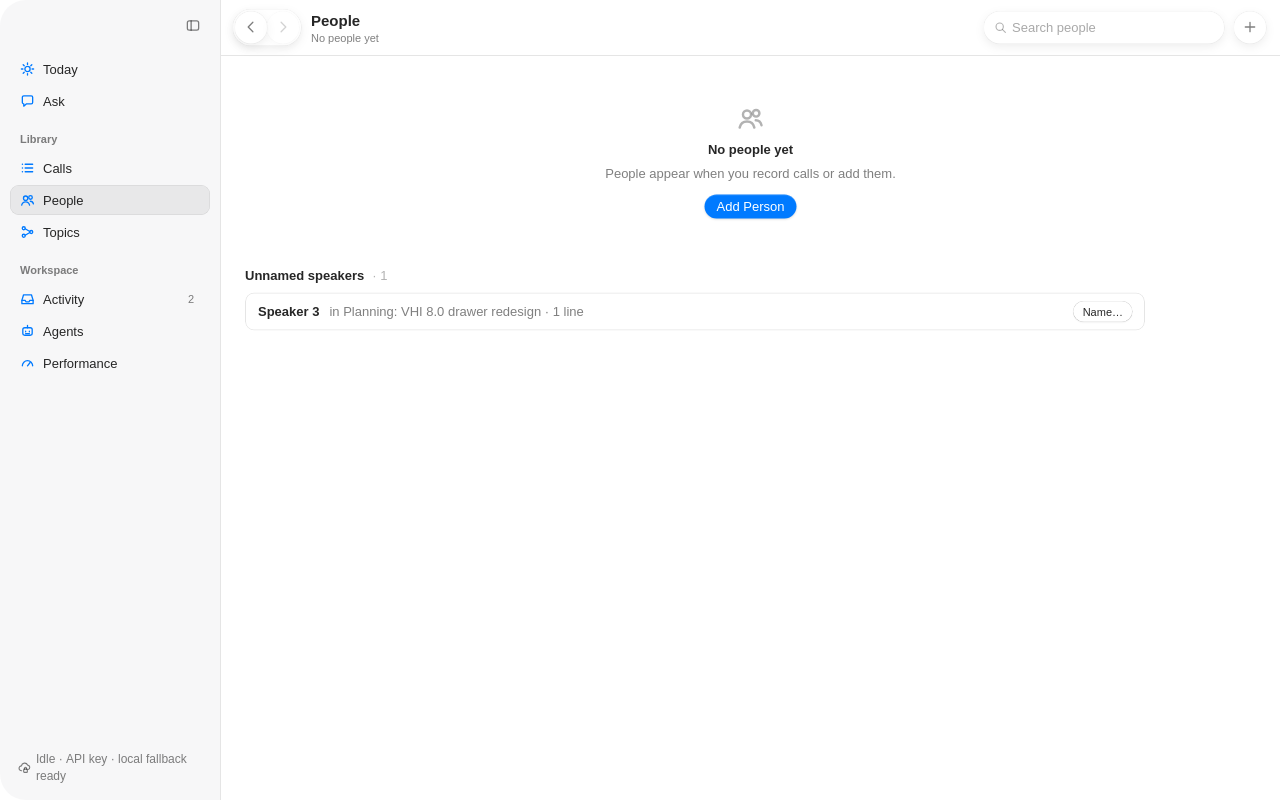 Today
Ask
Library
Calls
People
Topics
Workspace
Activity 2
Agents
Performance
Idle · API key · local fallback
ready
People
No people yet
Search people
No people yet
People appear when you record calls or add them.
Add Person
Unnamed speakers · 1
Speaker 3 in Planning: VHI 8.0 drawer redesign · 1 line
Name…